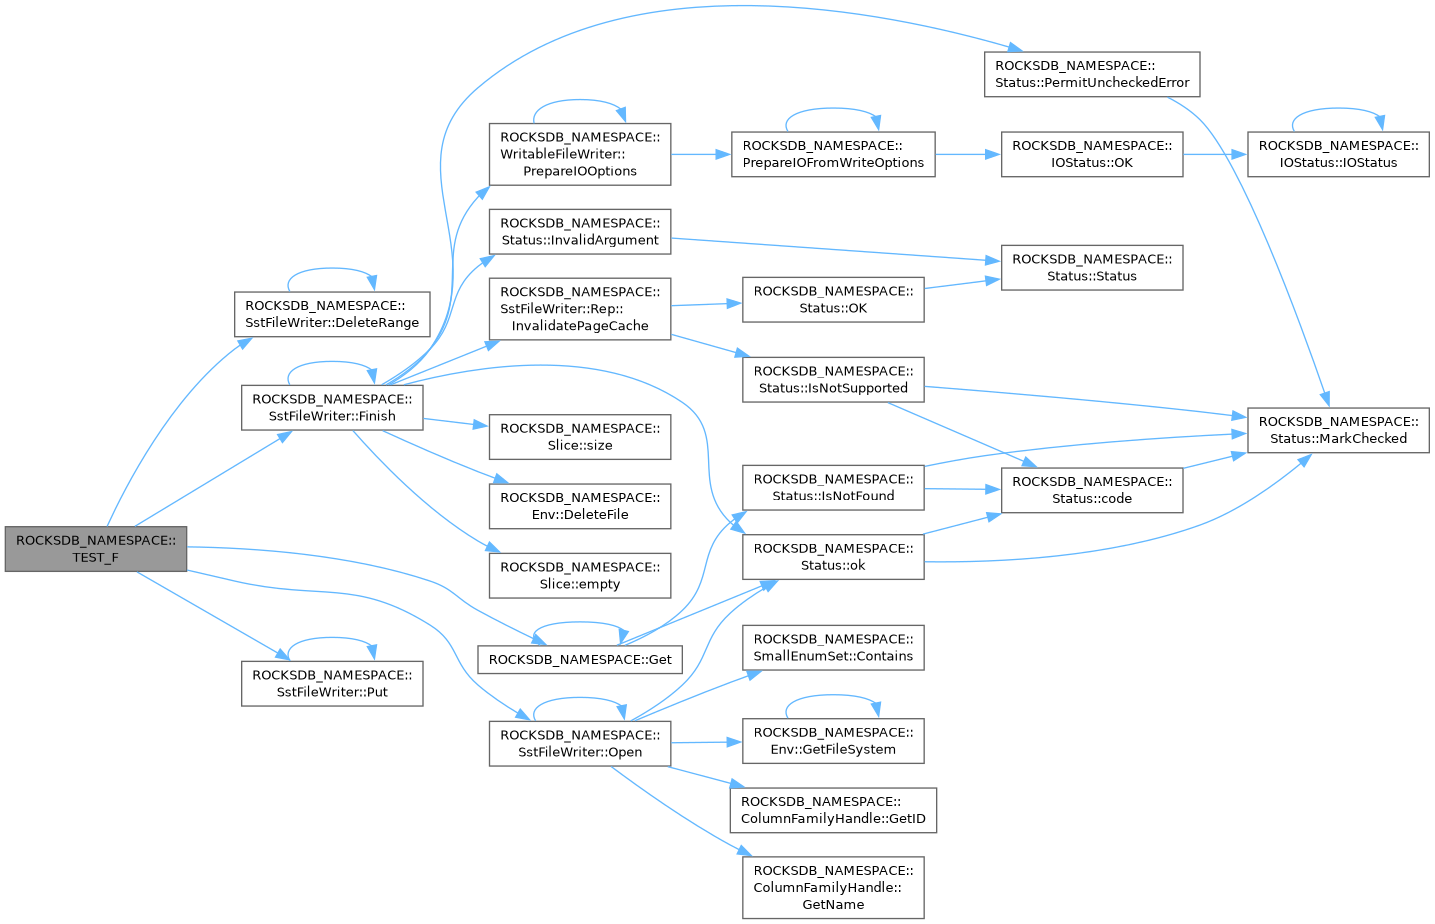 ROCKSDB_NAMESPACE::
TEST_F
ROCKSDB_NAMESPACE::
SstFileWriter::DeleteRange
ROCKSDB_NAMESPACE::
SstFileWriter::Finish
ROCKSDB_NAMESPACE::
SstFileWriter::Put
ROCKSDB_NAMESPACE::
WritableFileWriter::
PrepareIOOptions
ROCKSDB_NAMESPACE::
Status::InvalidArgument
ROCKSDB_NAMESPACE::
SstFileWriter::Rep::
InvalidatePageCache
ROCKSDB_NAMESPACE::
Slice::size
ROCKSDB_NAMESPACE::
Env::DeleteFile
ROCKSDB_NAMESPACE::
Slice::empty
ROCKSDB_NAMESPACE::Get
ROCKSDB_NAMESPACE::
SstFileWriter::Open
ROCKSDB_NAMESPACE::
PrepareIOFromWriteOptions
ROCKSDB_NAMESPACE::
Status::OK
ROCKSDB_NAMESPACE::
Status::IsNotSupported
ROCKSDB_NAMESPACE::
Status::IsNotFound
ROCKSDB_NAMESPACE::
Status::ok
ROCKSDB_NAMESPACE::
SmallEnumSet::Contains
ROCKSDB_NAMESPACE::
Env::GetFileSystem
ROCKSDB_NAMESPACE::
ColumnFamilyHandle::GetID
ROCKSDB_NAMESPACE::
ColumnFamilyHandle::
GetName
ROCKSDB_NAMESPACE::
Status::PermitUncheckedError
ROCKSDB_NAMESPACE::
IOStatus::OK
ROCKSDB_NAMESPACE::
Status::Status
ROCKSDB_NAMESPACE::
Status::code
ROCKSDB_NAMESPACE::
IOStatus::IOStatus
ROCKSDB_NAMESPACE::
Status::MarkChecked